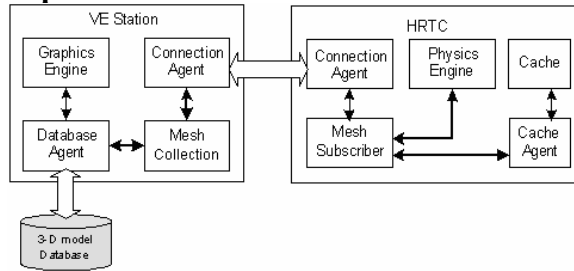 VE Station
Graphics
Engine
Connection
Agent
Database
Agent
Mesh
Collection
3-D model
Database
HRTC
Connection
Agent
Physics
Engine
Cache
Mesh
Subscriber
Cache
Agent